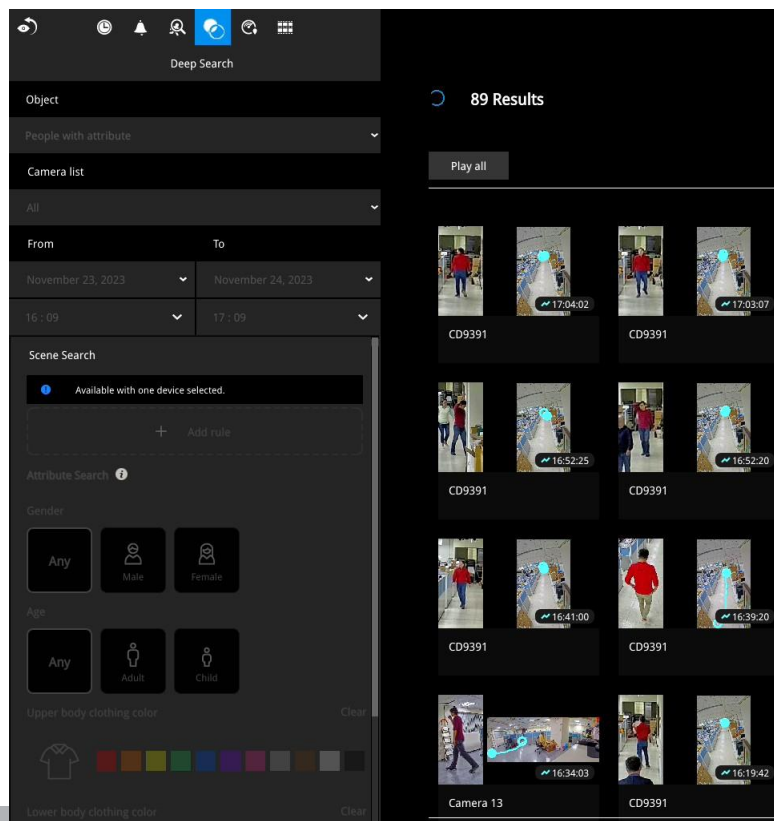 Deep Search
Object
People with attribute
Camera list
All
From
To
November 23, 2023
November 24, 2023
16 : 09
17 : 09
Scene Search
Available with one device selected.
+ Add rule
Attribute Search
Gender
Any
Male
Female
Age
Any
Adult
Child
Upper body clothing color
Clear
Lower body clothing color
Clear
89 Results
Play all
17:04:02
17:03:07
CD9391
CD9391
16:52:25
16:52:20
CD9391
CD9391
16:41:00
16:39:20
CD9391
CD9391
16:34:03
16:19:42
Camera 13
CD9391